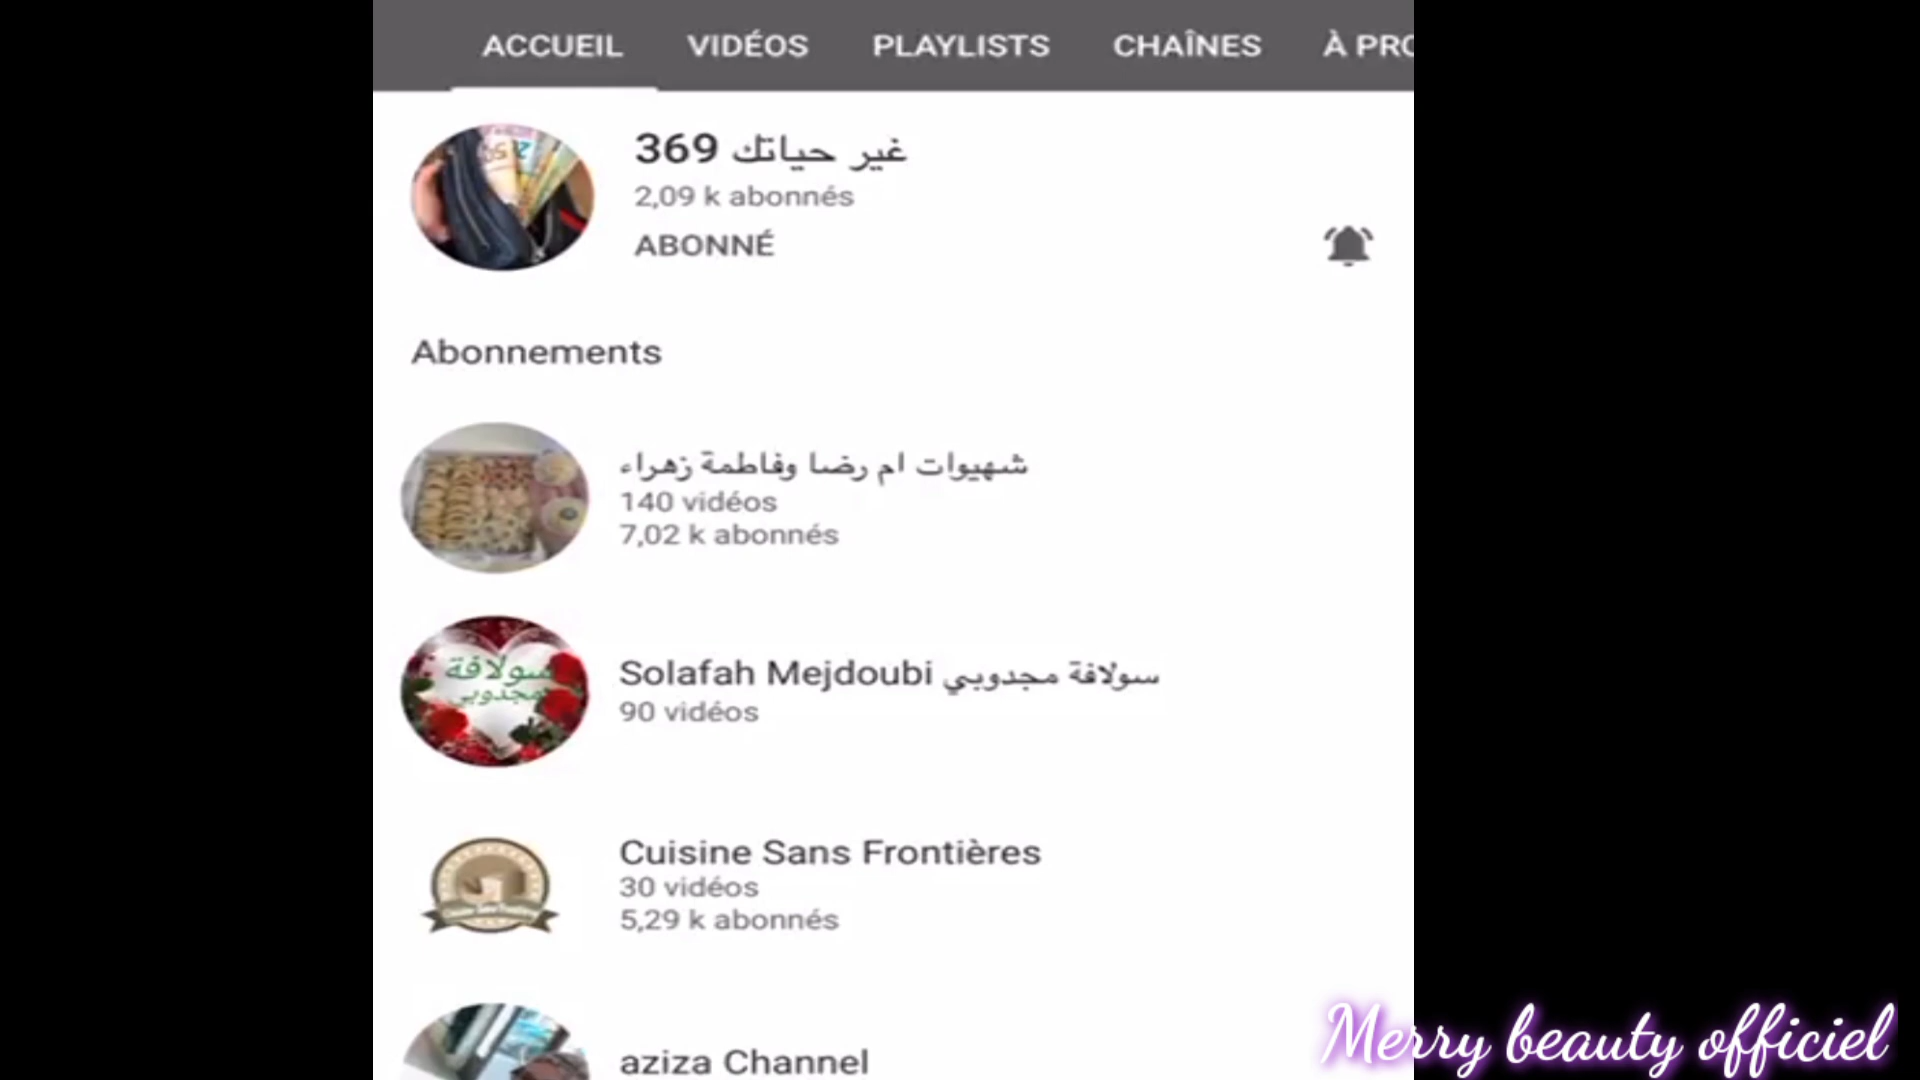 ACCUEIL VIDÉOS PLAYLISTS CHAÎNES À PRO
غير حياتك 369
2,09 k abonnés
ABONNÉ
Abonnements
شهيوات ام رضا وفاطمة زهراء
140 vidéos
7,02 k abonnés
سولافة
مجدوبي
Solafah Mejdoubi سولافة مجدوبي
90 vidéos
Cuisine Sans Frontières
30 vidéos
5,29 k abonnés
aziza Channel
Merry beauty officiel